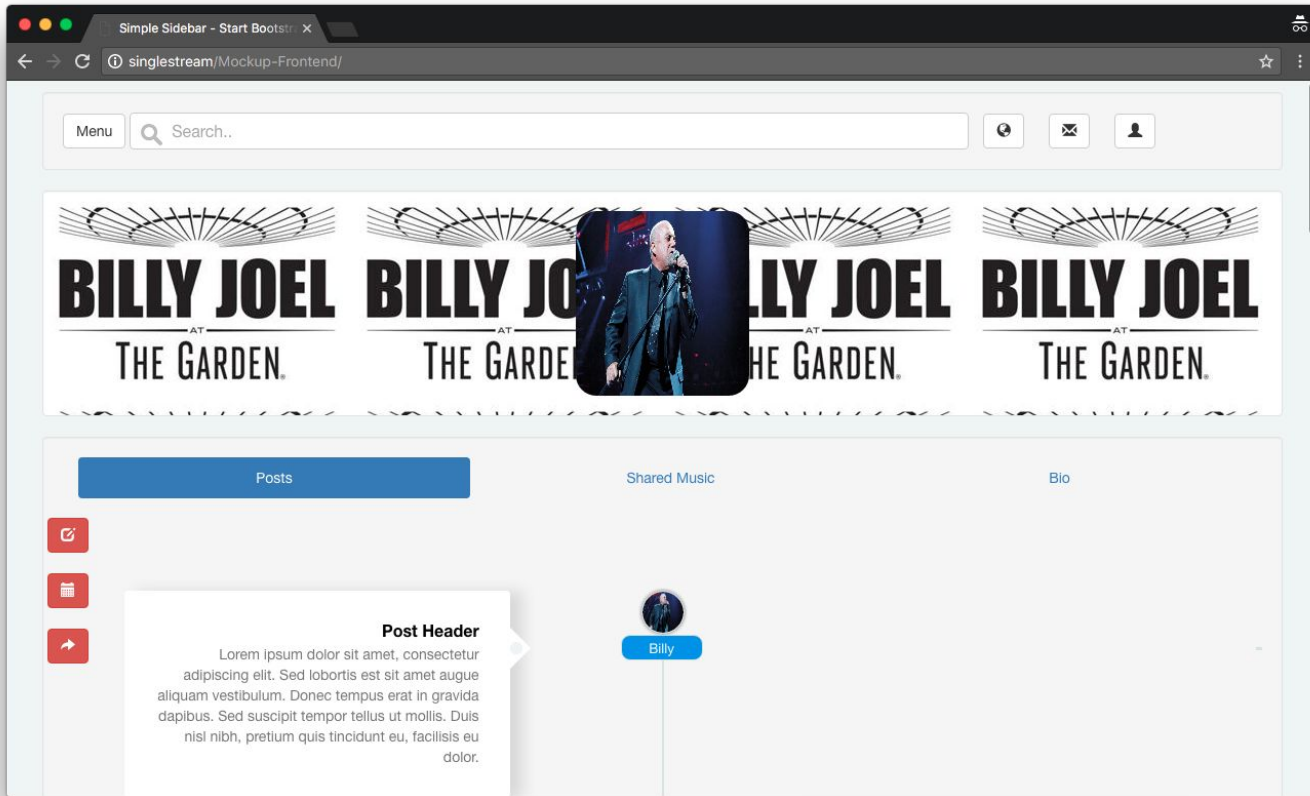 Simple Sidebar - Start Bootstr
singlestream/Mockup-Frontend/
Menu
Search..
BILLY JOEL
AT
THE GARDEN.
BILLY JO
AT
THE GARDE
LY JOEL
AT
HE GARDEN.
BILLY JOEL
AT
THE GARDEN.
Posts
Shared Music
Bio
Billy
Post Header
Lorem ipsum dolor sit amet, consectetur
adipiscing elit. Sed lobortis est sit amet augue
aliquam vestibulum. Donec tempus erat in gravida
dapibus. Sed suscipit tempor tellus ut mollis. Duis
nisl nibh, pretium quis tincidunt eu, facilisis eu
dolor.